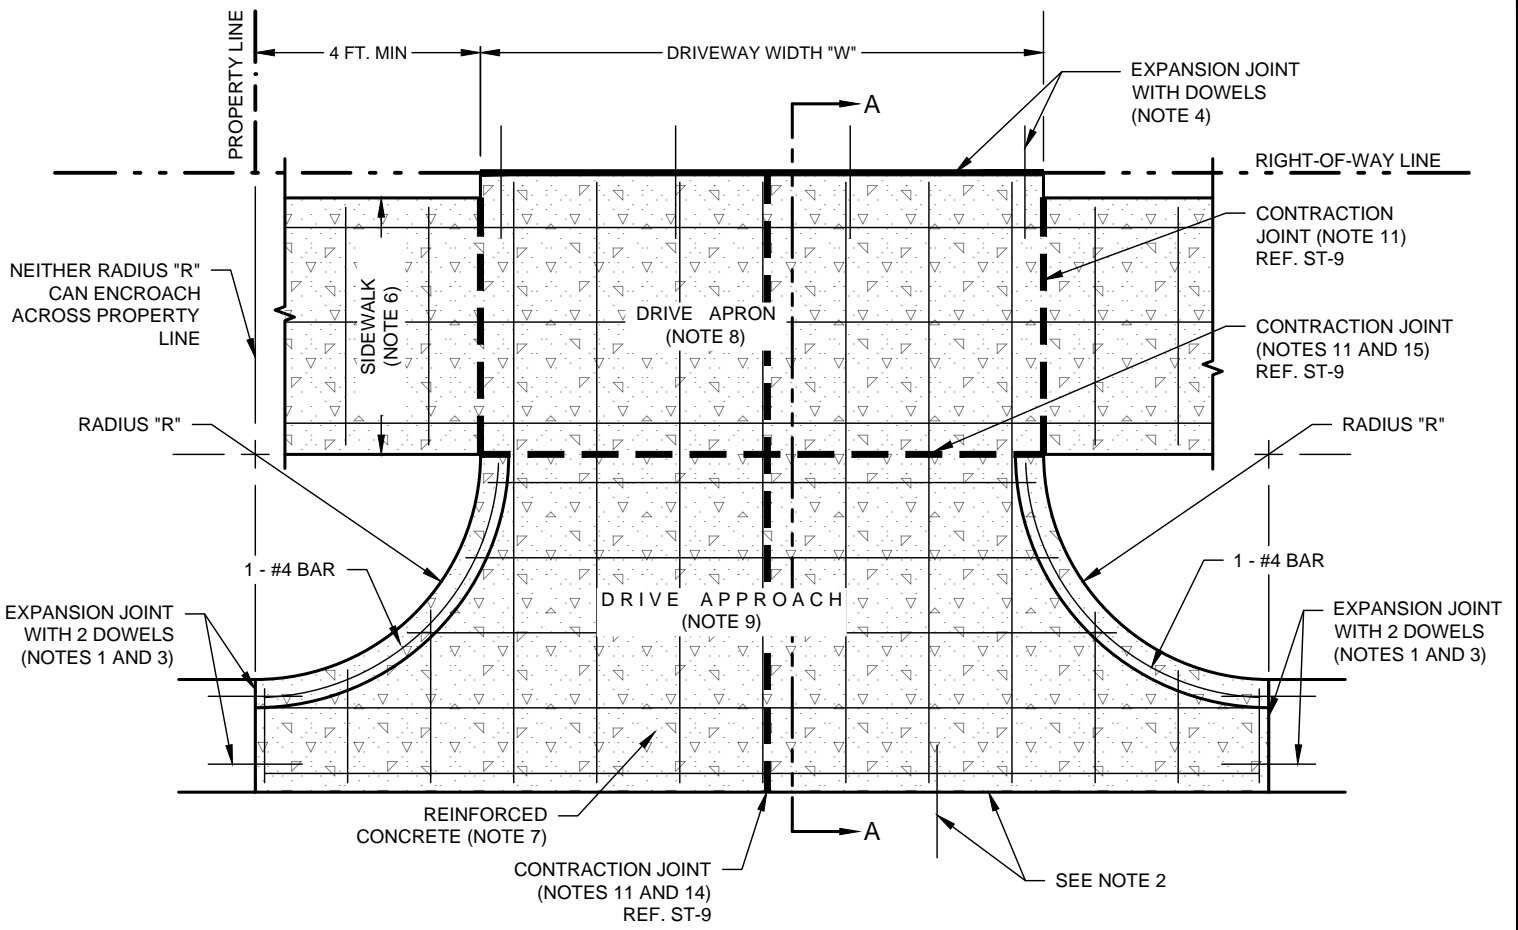 PROPERTY LINE
4 FT. MIN
DRIVEWAY WIDTH "W"
A
EXPANSION JOINT
WITH DOWELS
(NOTE 4)
RIGHT-OF-WAY LINE
CONTRACTION
JOINT (NOTE 11)
REF. ST-9
NEITHER RADIUS "R"
CAN ENCROACH
ACROSS PROPERTY
LINE
SIDEWALK
(NOTE 6)
DRIVE APRON
(NOTE 8)
CONTRACTION JOINT
(NOTES 11 AND 15)
REF. ST-9
RADIUS "R"
RADIUS "R"
1 - #4 BAR
1 - #4 BAR
DRIVE APPROACH
(NOTE 9)
EXPANSION JOINT
WITH 2 DOWELS
(NOTES 1 AND 3)
EXPANSION JOINT
WITH 2 DOWELS
(NOTES 1 AND 3)
REINFORCED
CONCRETE (NOTE 7)
A
CONTRACTION JOINT
(NOTES 11 AND 14)
REF. ST-9
SEE NOTE 2